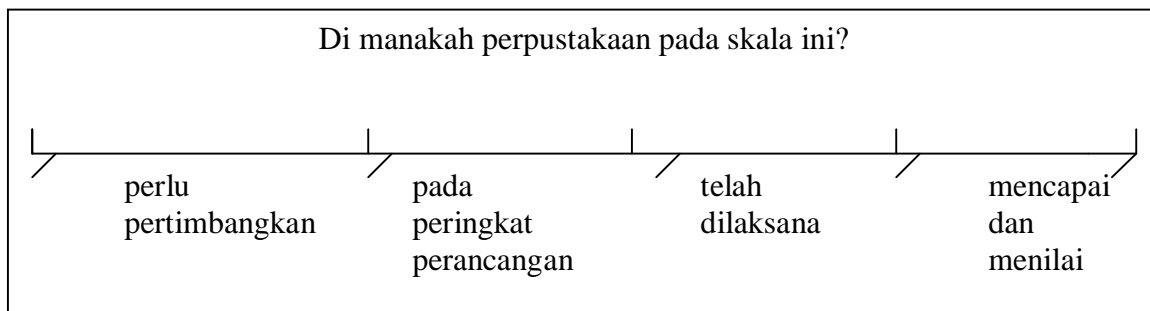 Di manakah perpustakaan pada skala ini?
perlu
pertimbangkan
pada
peringkat
perancangan
telah
dilaksana
mencapai
dan
menilai